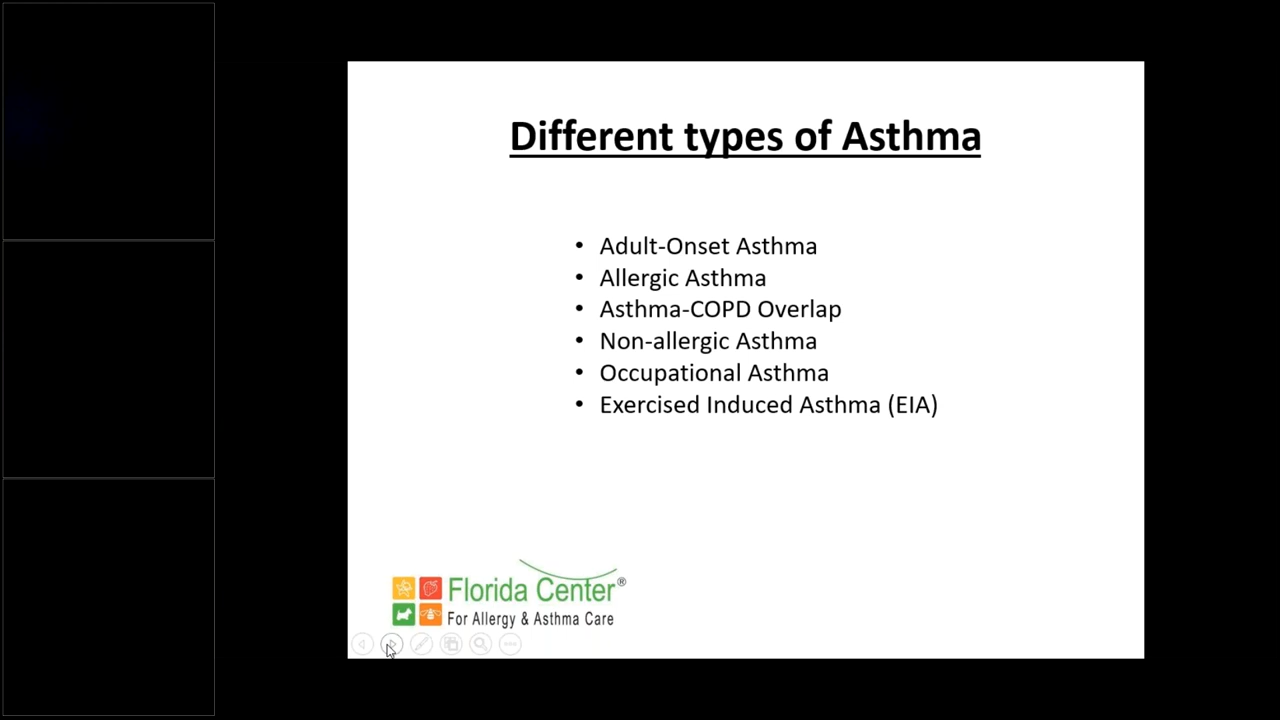 Different types of Asthma
• Adult-Onset Asthma
• Allergic Asthma
• Asthma-COPD Overlap
• Non-allergic Asthma
• Occupational Asthma
• Exercised Induced Asthma (EIA)
Florida Center®
For Allergy & Asthma Care